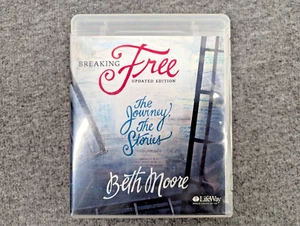 BREAKING
Free
UPDATED EDITION
The
Journey,
The
Stories
Beth Moore
LifeWay